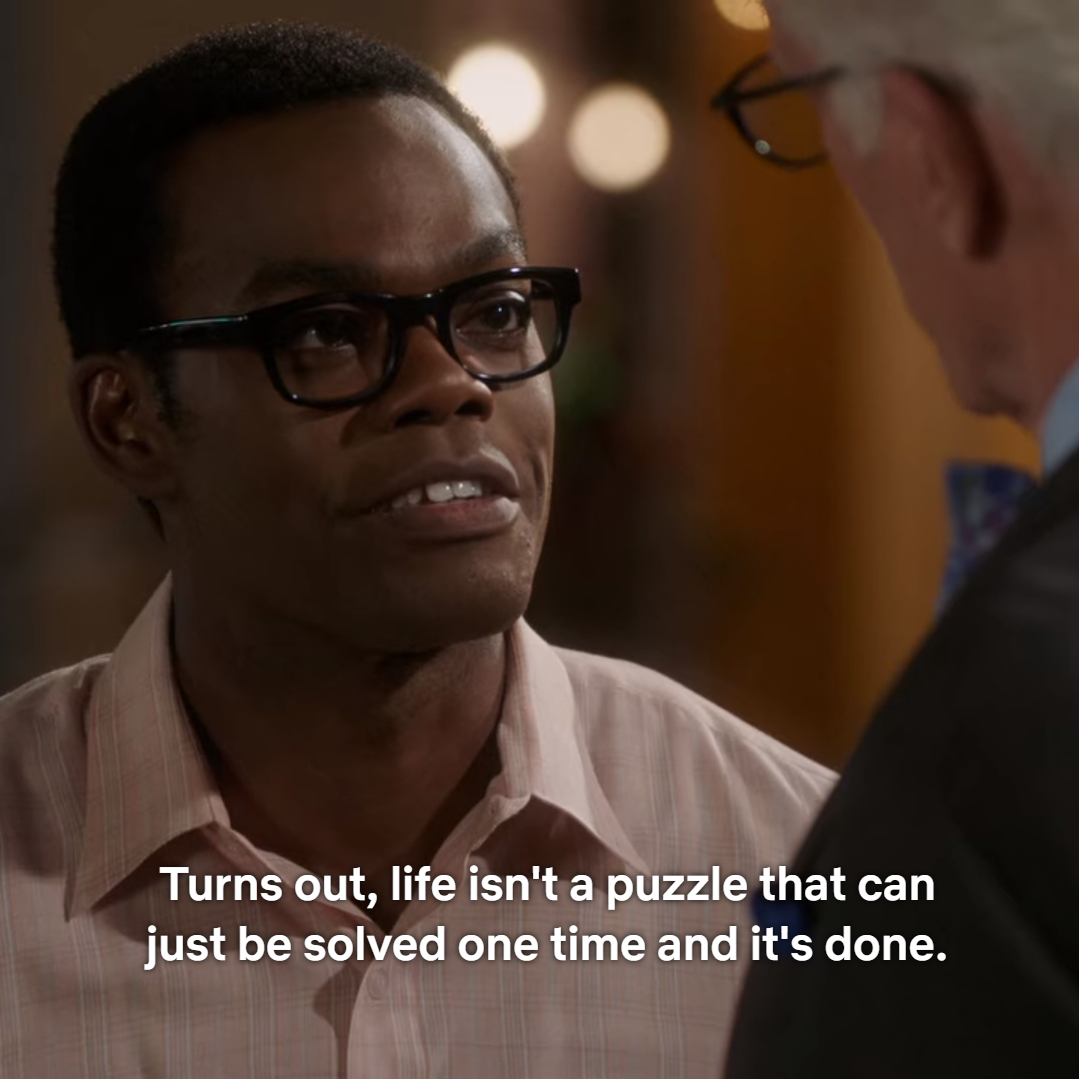 Turns out, life isn't a puzzle that can
just be solved one time and it's done.